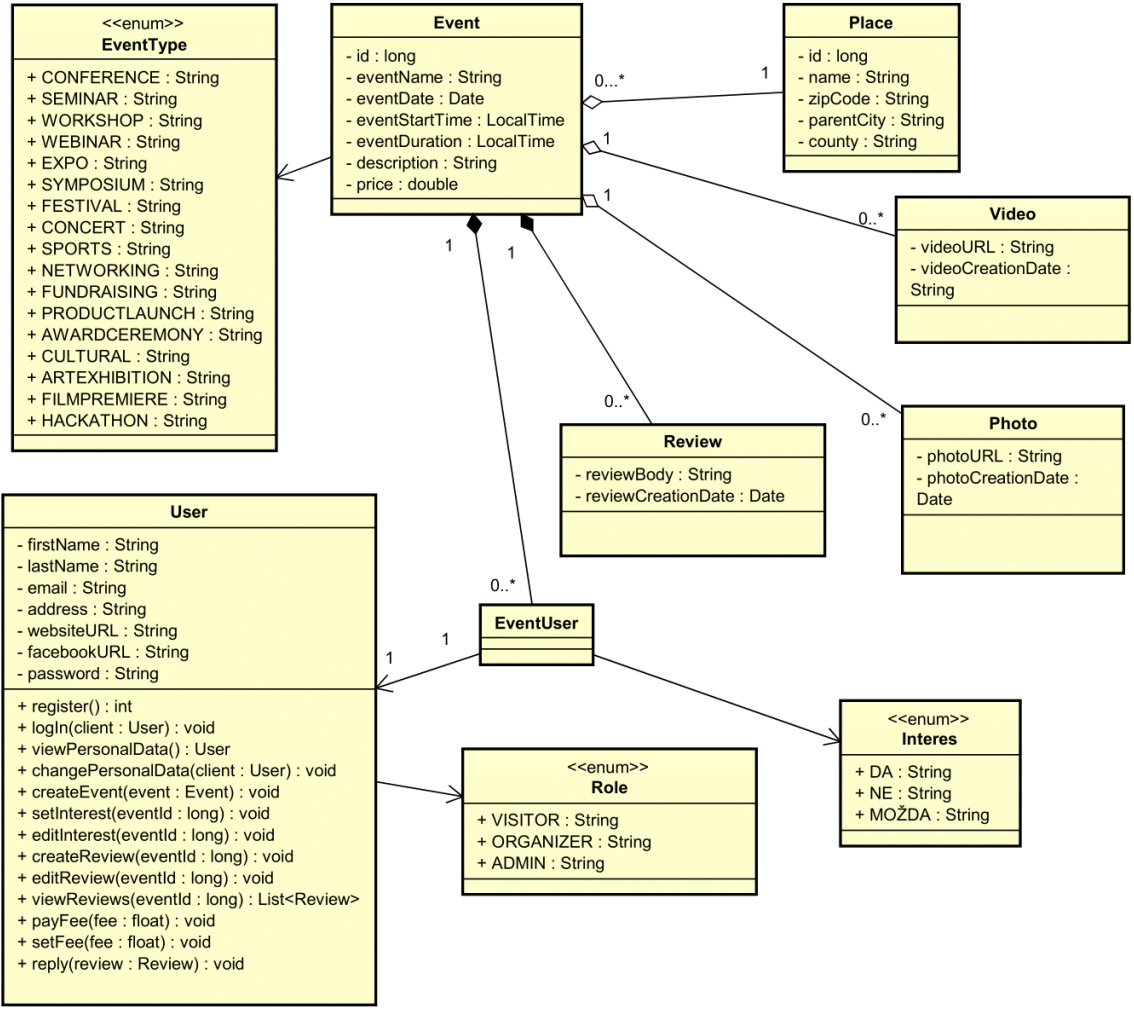 <<enum>>
EventType
+ CONFERENCE : String
+ SEMINAR : String
+ WORKSHOP : String
+ WEBINAR : String
+ EXPO : String
+ SYMPOSIUM : String
+ FESTIVAL : String
+ CONCERT : String
+ SPORTS : String
+ NETWORKING : String
+ FUNDRAISING : String
+ PRODUCTLAUNCH : String
+ AWARDCEREMONY : String
+ CULTURAL : String
+ ARTEXHIBITION : String
+ FILMPREMIERE : String
+ HACKATHON : String
Event
- id : long
- eventName : String
- eventDate : Date
- eventStartTime : LocalTime
- eventDuration : LocalTime
- description : String
- price : double
0...*
1
Place
- id : long
- name : String
- zipCode : String
- parentCity : String
- county : String
1
0..*
Video
- videoURL : String
- videoCreationDate :
String
1
0..*
Photo
- photoURL : String
- photoCreationDate :
Date
1
0..*
Review
- reviewBody : String
- reviewCreationDate : Date
1
0..*
EventUser
1
1
User
- firstName : String
- lastName : String
- email : String
- address : String
- websiteURL : String
- facebookURL : String
- password : String
+ register() : int
+ logIn(client : User) : void
+ viewPersonalData() : User
+ changePersonalData(client : User) : void
+ createEvent(event : Event) : void
+ setInterest(eventId : long) : void
+ editInterest(eventId : long) : void
+ createReview(eventId : long) : void
+ editReview(eventId : long) : void
+ viewReviews(eventId : long) : List<Review>
+ payFee(fee : float) : void
+ setFee(fee : float) : void
+ reply(review : Review) : void
<<enum>>
Role
+ VISITOR : String
+ ORGANIZER : String
+ ADMIN : String
<<enum>>
Interes
+ DA : String
+ NE : String
+ MOŽDA : String